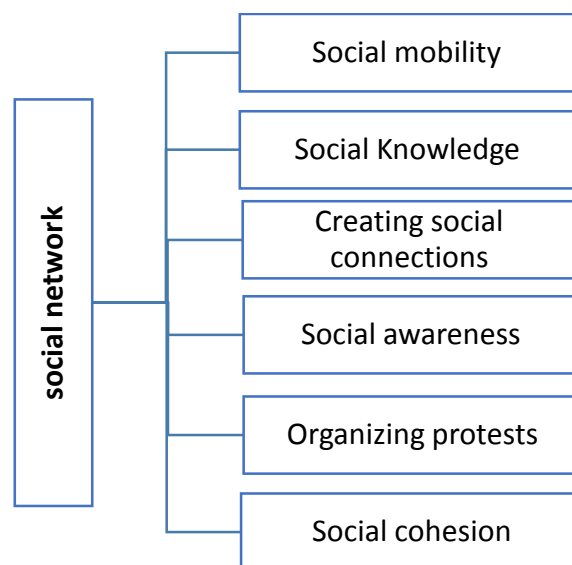 social network
Social mobility
Social Knowledge
Creating social
connections
Social awareness
Organizing protests
Social cohesion